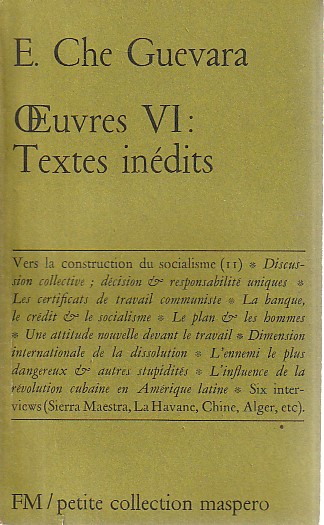 E. Che Guevara
Œuvres VI :
Textes inédits
Vers la construction du socialisme (II) * Discus-
sion collective ; décision & responsabilité uniques *
Les certificats de travail communiste * La banque,
le crédit & le socialisme * Le plan & les hommes
* Une attitude nouvelle devant le travail * Dimension
internationale de la dissolution * L'ennemi le plus
dangereux & autres stupidités * L'influence de la
révolution cubaine en Amérique latine * Six inter-
views (Sierra Maestra, La Havane, Chine, Alger, etc).
FM / petite collection maspero